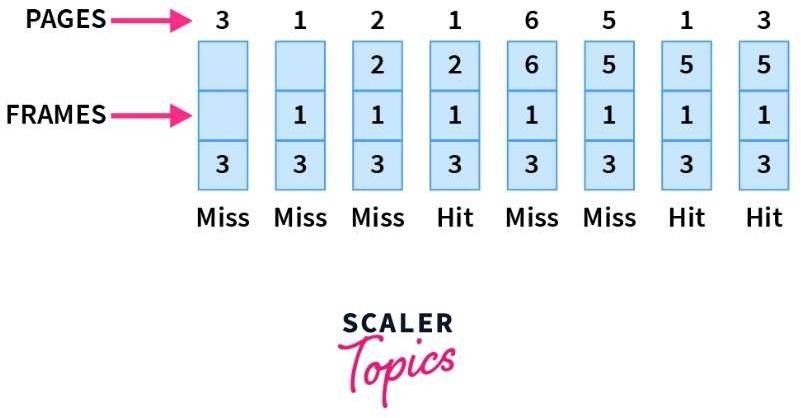 PAGES 3 1 2 1 6 5 1 3
2 2 6 5 5 5
FRAMES 1 1 1 1 1 1 1
3 3 3 3 3 3 3 3
Miss Miss Miss Hit Miss Miss Hit Hit
SCALER
Topics